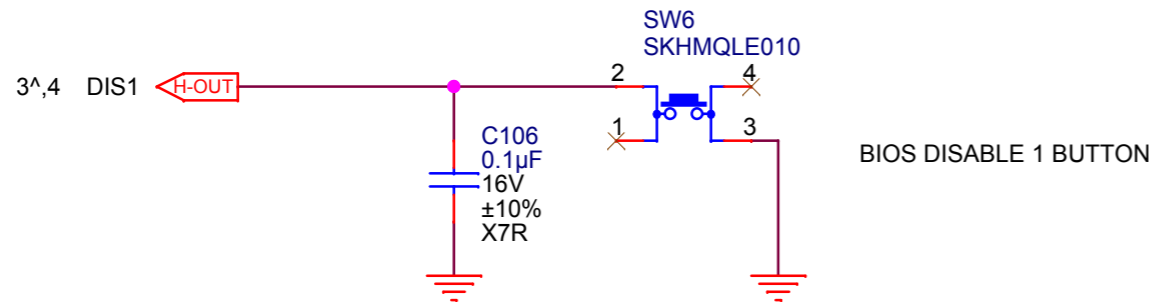 SW6
SKHMQLE010
3^,4 DIS1 H-OUT
2
4
1
3
C106
0.1µF
16V
±10%
X7R
BIOS DISABLE 1 BUTTON